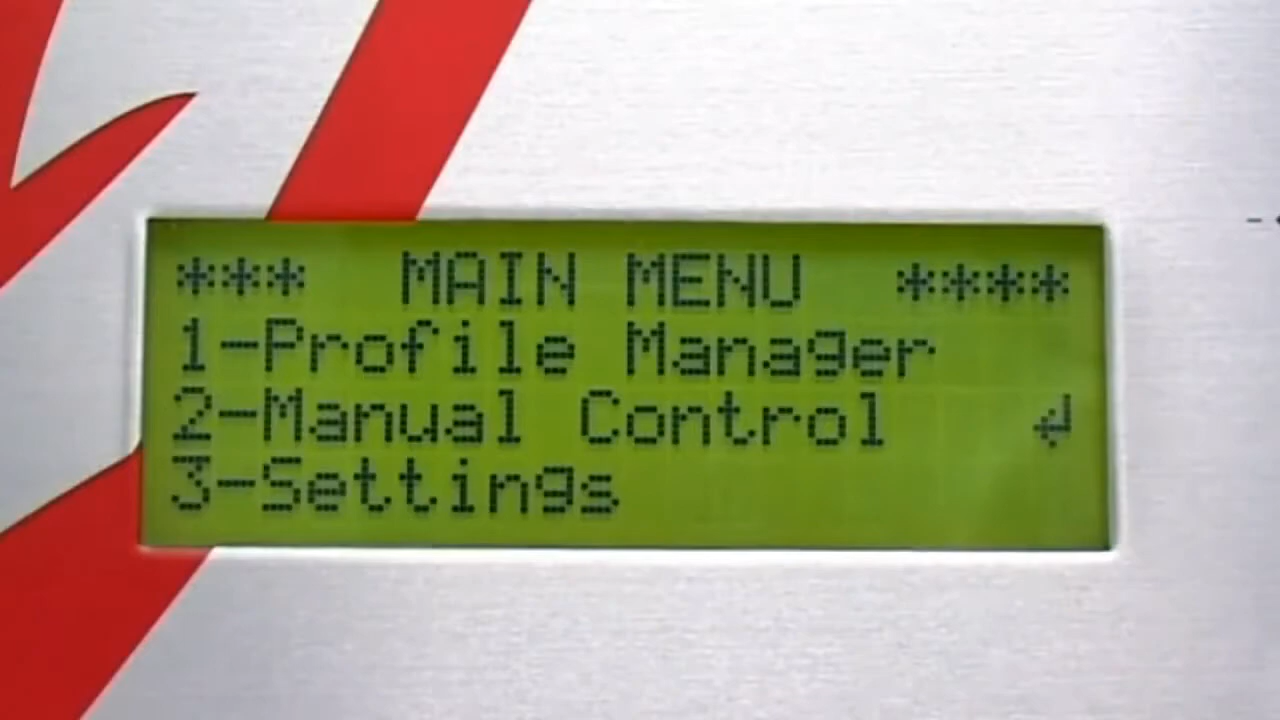 ***  MAIN MENU  ****
1-Profile Manager
2-Manual Control   ↲
3-Settings